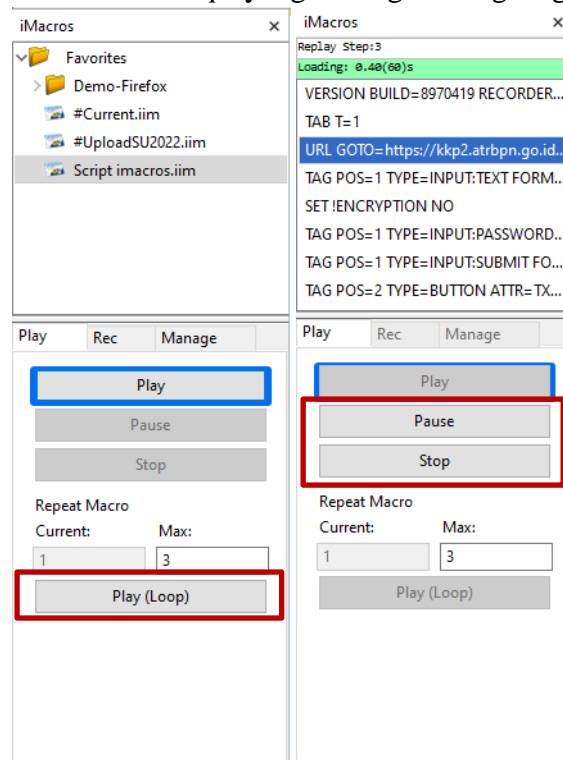 iMacros ×
Favorites
Demo-Firefox
#Current.iim
#UploadSU2022.iim
Script imacros.iim
Play Rec Manage
Play
Pause
Stop
Repeat Macro
Current: Max:
1 3
Play (Loop)
iMacros ×
Replay Step:3
Loading: 0.40(60)s
VERSION BUILD=8970419 RECORDER...
TAB T=1
URL GOTO=https://kkp2.atrbpn.go.id...
TAG POS=1 TYPE=INPUT:TEXT FORM...
SET !ENCRYPTION NO
TAG POS=1 TYPE=INPUT:PASSWORD...
TAG POS=1 TYPE=INPUT:SUBMIT FO...
TAG POS=2 TYPE=BUTTON ATTR=TX...
Play Rec Manage
Play
Pause
Stop
Repeat Macro
Current: Max:
1 3
Play (Loop)